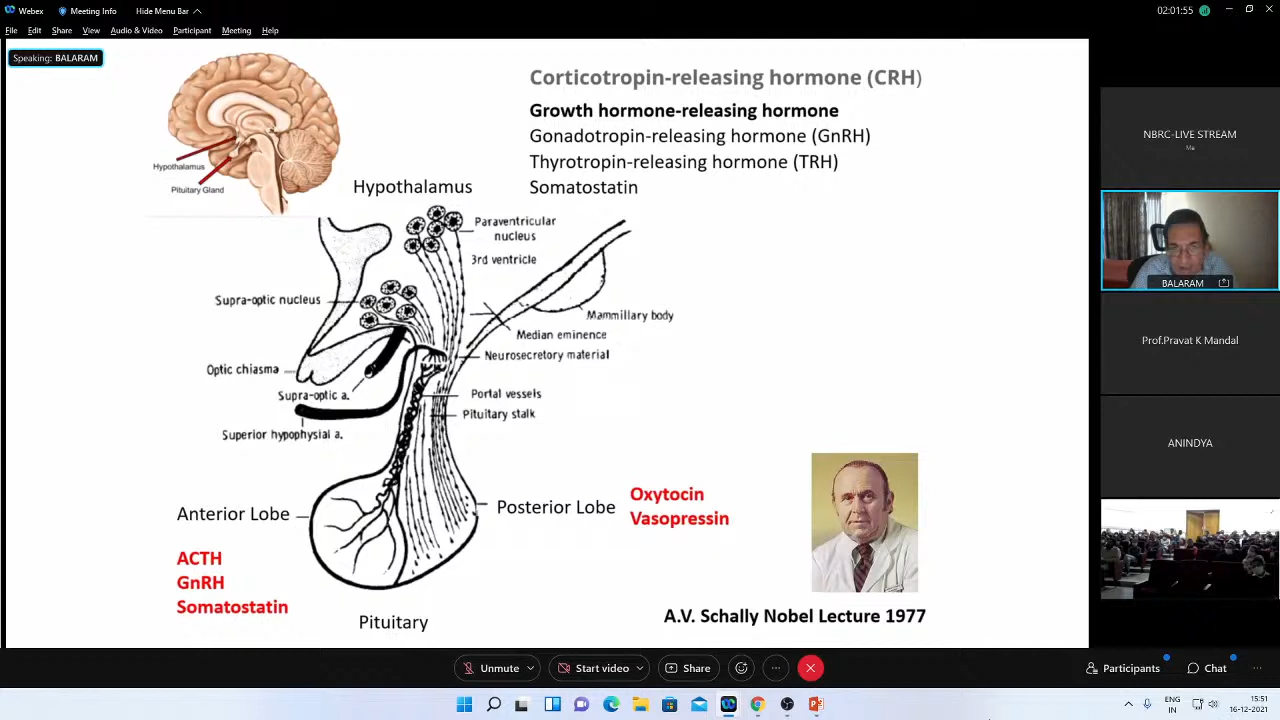 Webex
Meeting Info
Hide Menu Bar
02:01:55
File Edit Share View Audio & Video Participant Meeting Help
Speaking: BALARAM
Hypothalamus
Pituitary Gland
Hypothalamus
Corticotropin-releasing hormone (CRH)
Growth hormone-releasing hormone
Gonadotropin-releasing hormone (GnRH)
Thyrotropin-releasing hormone (TRH)
Somatostatin
Paraventricular
nucleus
3rd ventricle
Supra-optic nucleus
Mammillary body
Median eminence
Neurosecretory material
Optic chiasma
Supra-optic a.
Portal vessels
Pituitary stalk
Superior hypophysial a.
Anterior Lobe
Posterior Lobe
Oxytocin
Vasopressin
ACTH
GnRH
Somatostatin
Pituitary
A.V. Schally Nobel Lecture 1977
NBRC-LIVE STREAM
Me
BALARAM
Prof.Pravat K Mandal
ANINDYA
Unmute
Start video
Share
Participants
Chat
ENG
IN
15:51
16-12-2021